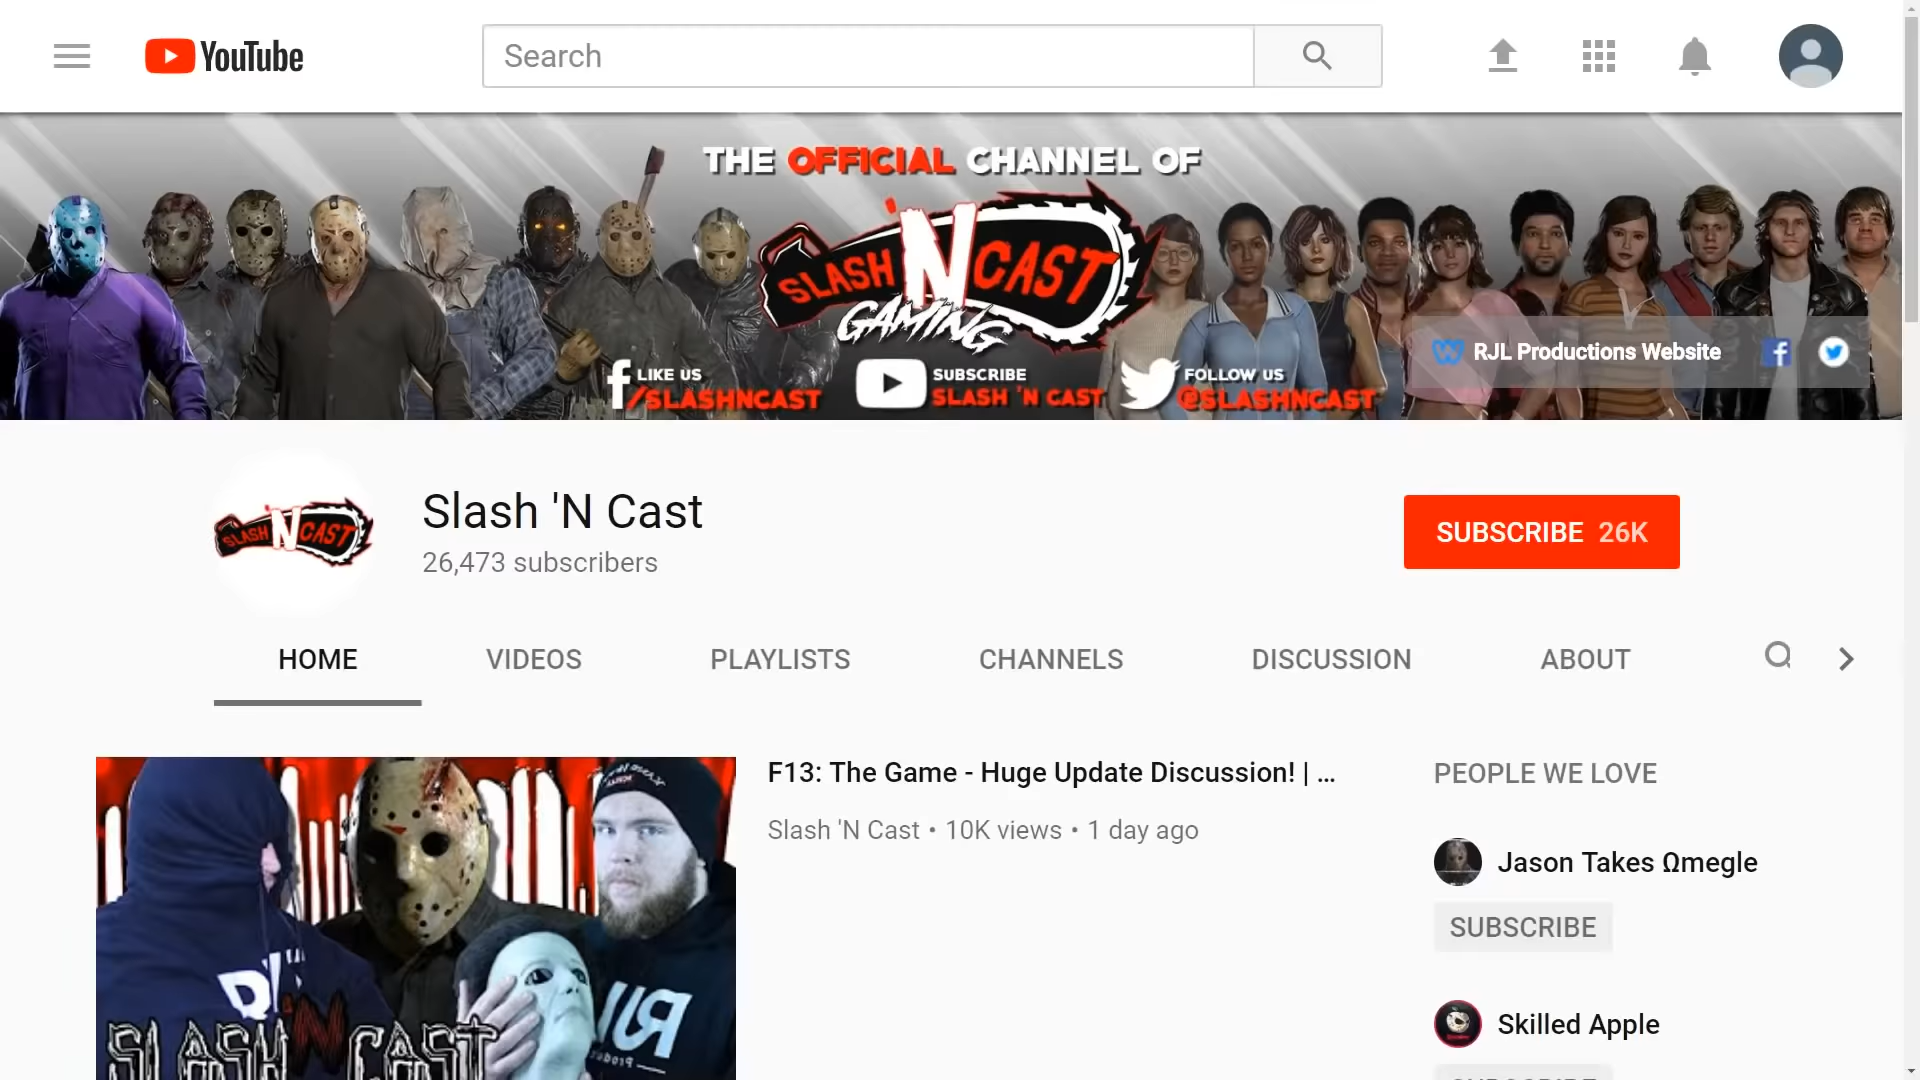 YouTube
Search
THE OFFICIAL CHANNEL OF
SLASH 'N CAST
GAMING
LIKE US
/SLASHNCAST
SUBSCRIBE
SLASH 'N CAST
FOLLOW US
@SLASHNCAST
RJL Productions Website
SLASH 'N CAST
Slash 'N Cast
26,473 subscribers
SUBSCRIBE 26K
HOME
VIDEOS
PLAYLISTS
CHANNELS
DISCUSSION
ABOUT
F13: The Game - Huge Update Discussion! | ...
Slash 'N Cast • 10K views • 1 day ago
SLASH 'N CAST
PEOPLE WE LOVE
Jason Takes Ωmegle
SUBSCRIBE
Skilled Apple